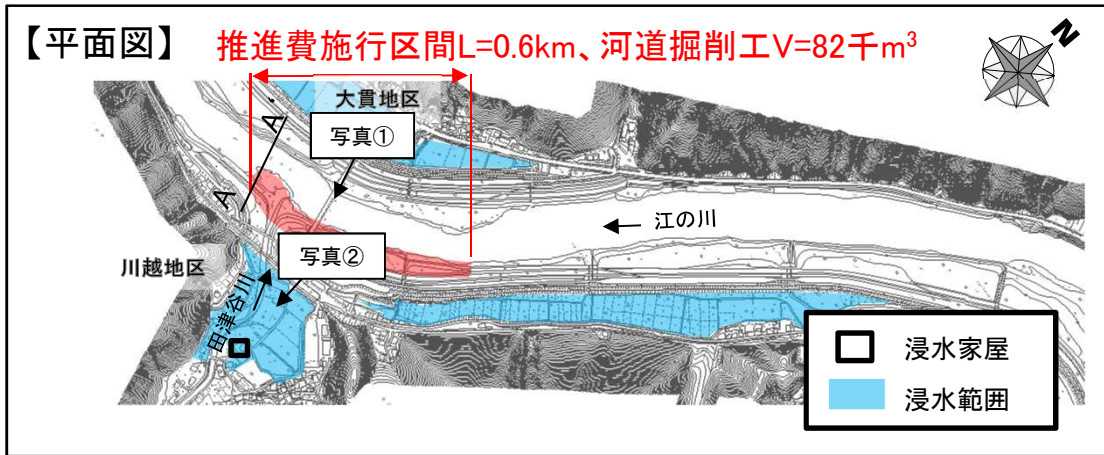 【平面図】 推進費施行区間L=0.6km、河道掘削工V=82千m³
N
大貫地区
A'
写真①
A
江の川
写真②
川越地区
田津谷川
浸水家屋
浸水範囲